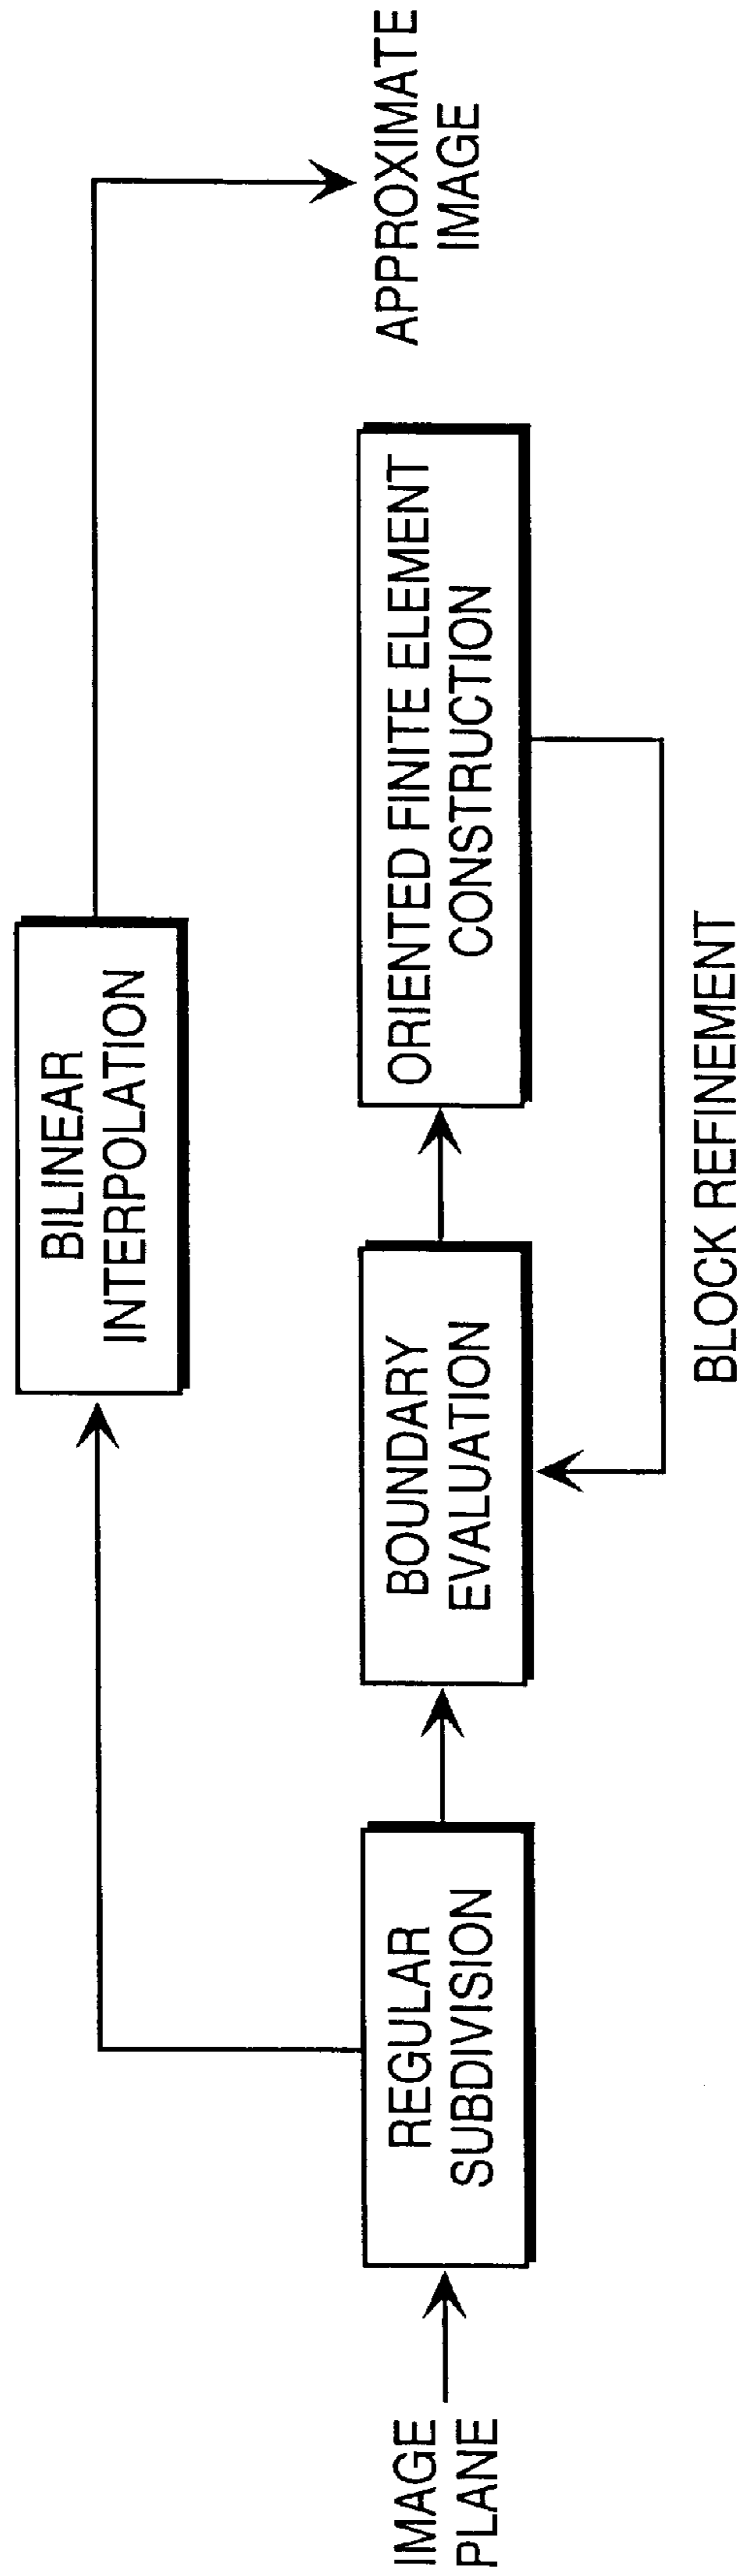 IMAGE
PLANE
REGULAR
SUBDIVISION
BOUNDARY
EVALUATION
ORIENTED FINITE ELEMENT
CONSTRUCTION
BLOCK REFINEMENT
BILINEAR
INTERPOLATION
APPROXIMATE
IMAGE